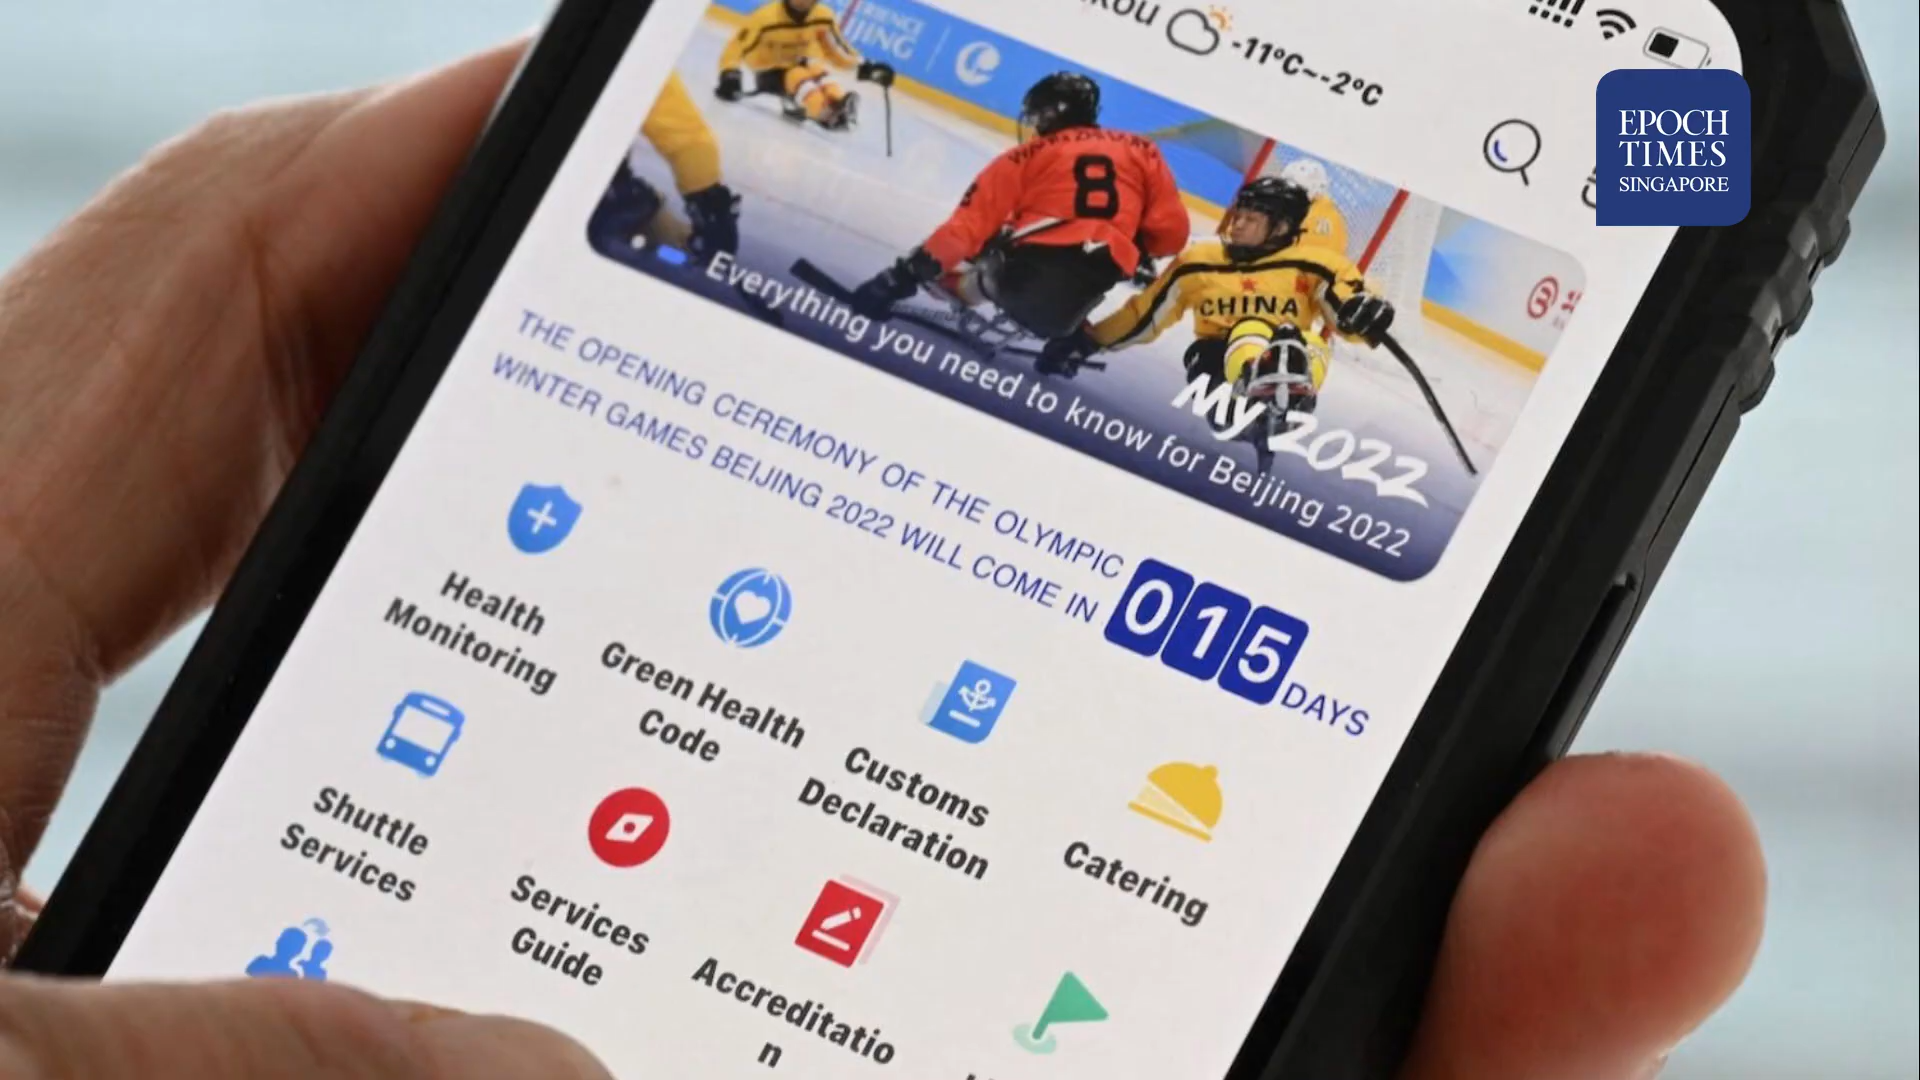 -11°C~-2°C
EPOCH
TIMES
SINGAPORE
8
CHINA
My 2022
Everything you need to know for Beijing 2022
THE OPENING CEREMONY OF THE OLYMPIC
WINTER GAMES BEIJING 2022 WILL COME IN 015 DAYS
Health
Monitoring
Green Health
Code
Customs
Declaration
Catering
Shuttle
Services
Services
Guide
Accreditatio
n